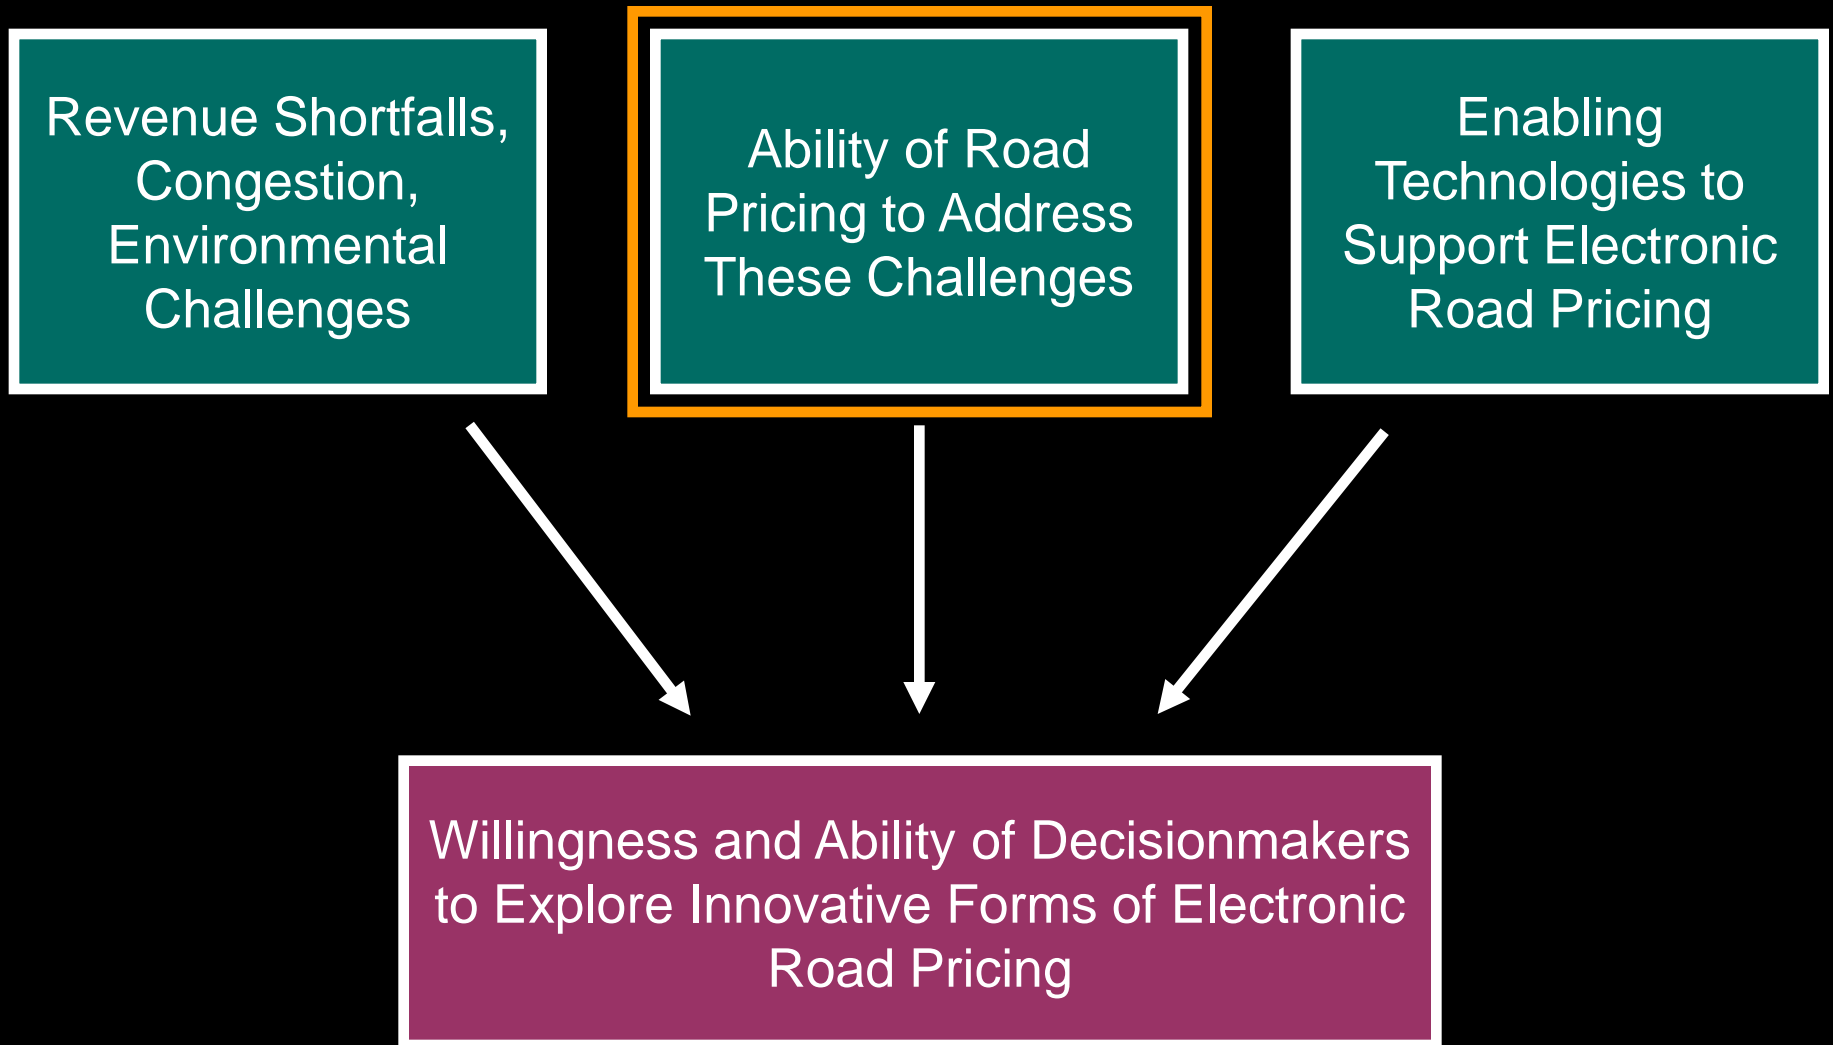 Revenue Shortfalls,
Congestion,
Environmental
Challenges
Ability of Road
Pricing to Address
These Challenges
Enabling
Technologies to
Support Electronic
Road Pricing
Willingness and Ability of Decisionmakers
to Explore Innovative Forms of Electronic
Road Pricing